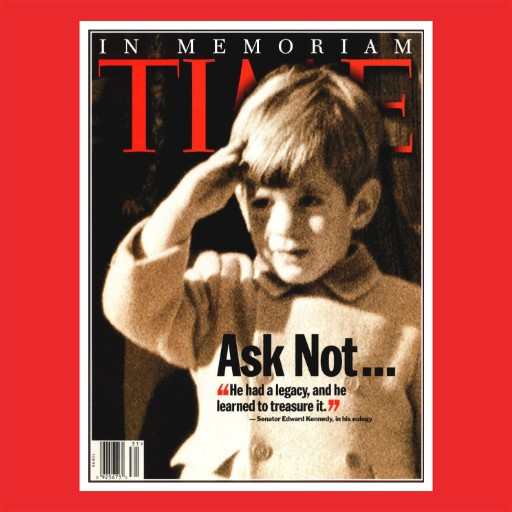 IN MEMORIAM
TIME
Ask Not...
“He had a legacy, and he
learned to treasure it.”
— Senator Edward Kennedy, in his eulogy
31>